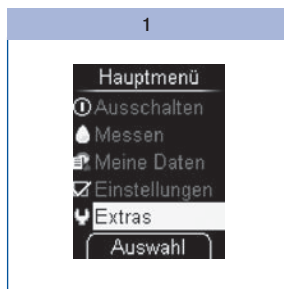 1
Hauptmenü
Ausschalten
Messen
Meine Daten
Einstellungen
Extras
Auswahl